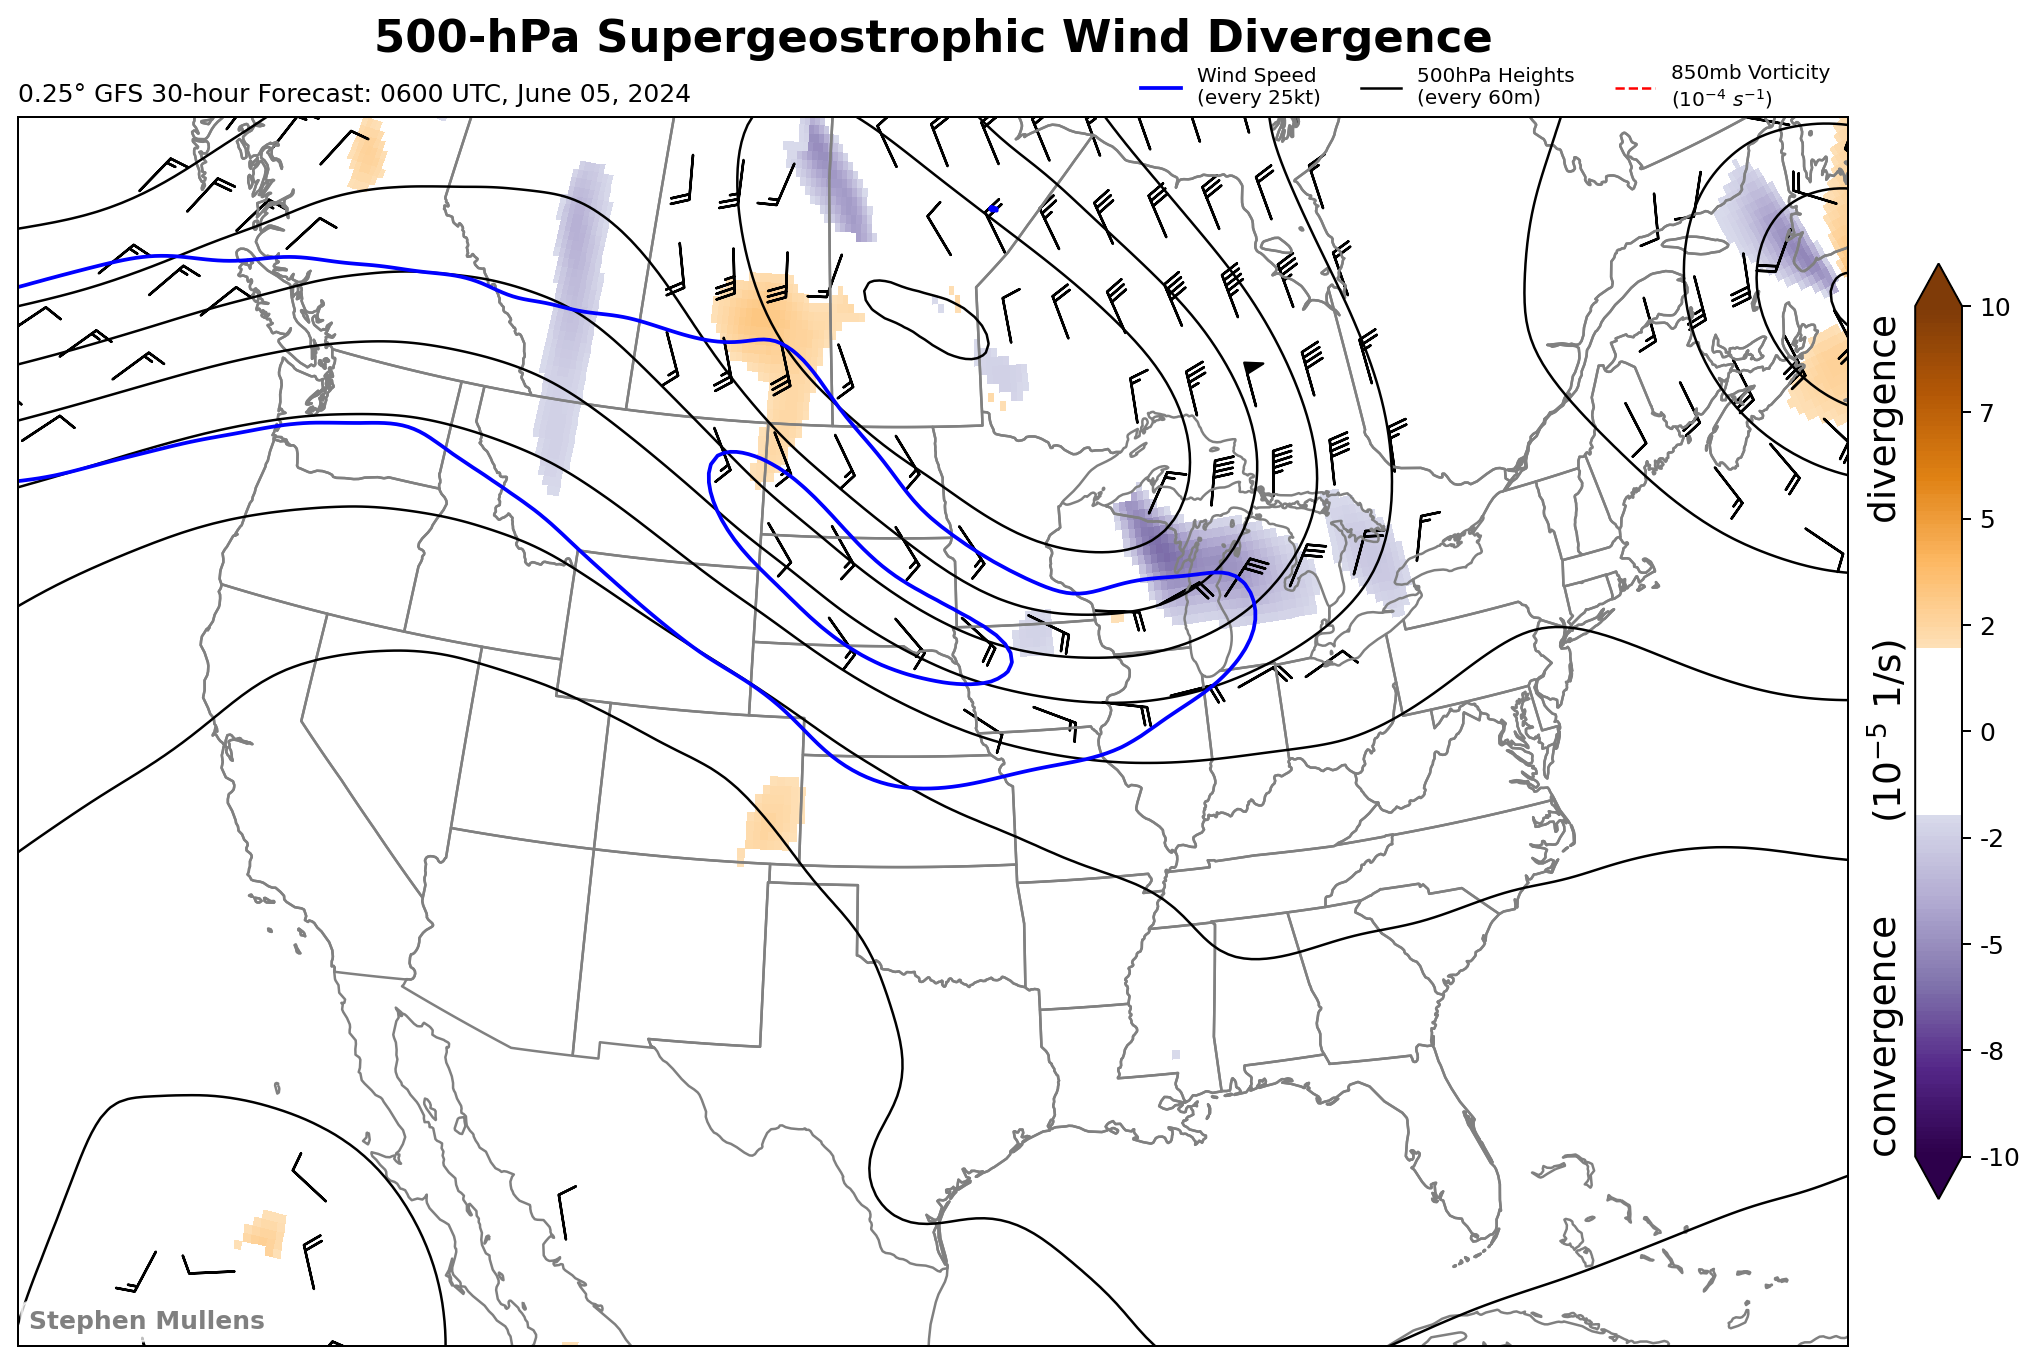 500-hPa Supergeostrophic Wind Divergence
0.25° GFS 30-hour Forecast: 0600 UTC, June 05, 2024
Wind Speed
(every 25kt)
500hPa Heights
(every 60m)
850mb Vorticity
(10⁻⁴ s⁻¹)
10
7
5
2
0
-2
-5
-8
-10
convergence (10⁻⁵ 1/s) divergence
Stephen Mullens